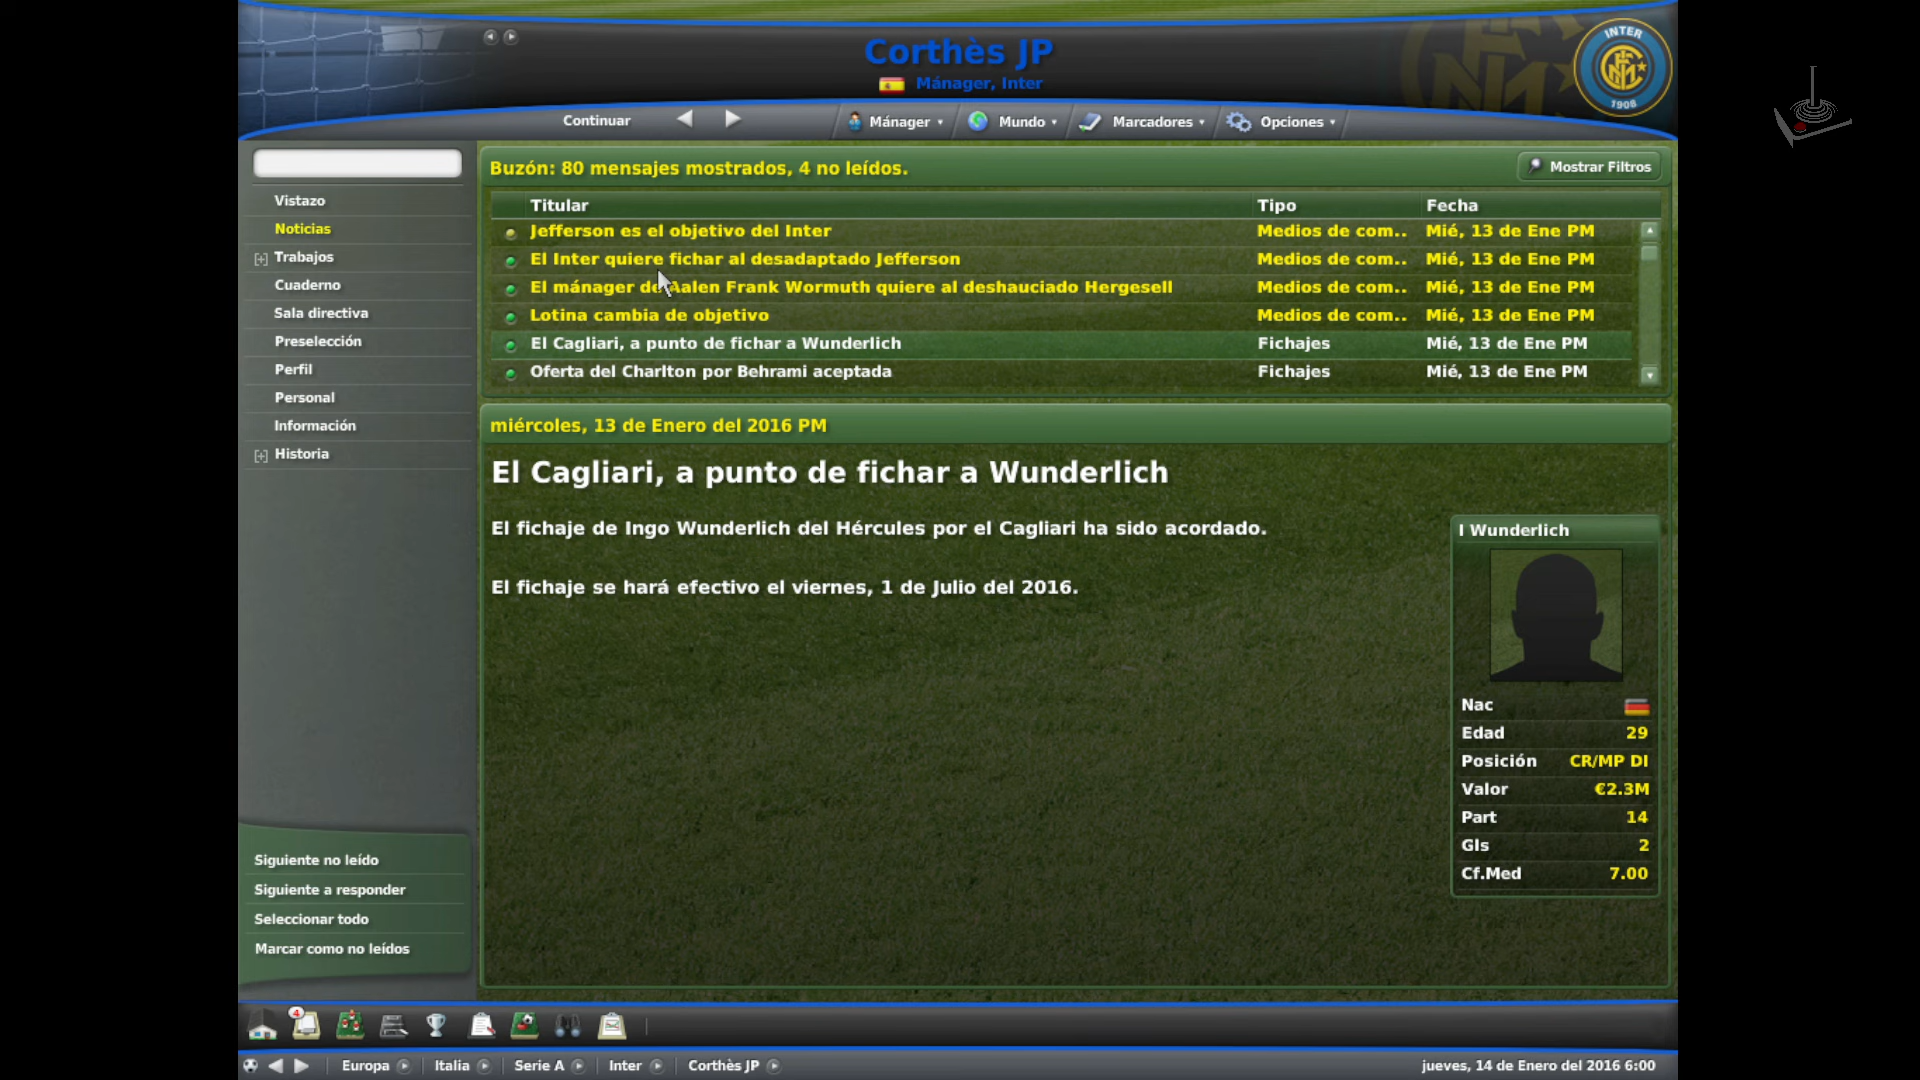 Corthès JP
Mánager, Inter
INTER
1908
Continuar
Mánager
Mundo
Marcadores
Opciones
Buzón: 80 mensajes mostrados, 4 no leídos.
Mostrar Filtros
Titular Tipo Fecha
Jefferson es el objetivo del Inter Medios de com.. Mié, 13 de Ene PM
El Inter quiere fichar al desadaptado Jefferson Medios de com.. Mié, 13 de Ene PM
El mánager de Aalen Frank Wormuth quiere al deshauciado Hergesell Medios de com.. Mié, 13 de Ene PM
Lotina cambia de objetivo Medios de com.. Mié, 13 de Ene PM
El Cagliari, a punto de fichar a Wunderlich Fichajes Mié, 13 de Ene PM
Oferta del Charlton por Behrami aceptada Fichajes Mié, 13 de Ene PM
Vistazo
Noticias
[+] Trabajos
Cuaderno
Sala directiva
Preselección
Perfil
Personal
Información
[+] Historia
miércoles, 13 de Enero del 2016 PM
El Cagliari, a punto de fichar a Wunderlich
El fichaje de Ingo Wunderlich del Hércules por el Cagliari ha sido acordado.
El fichaje se hará efectivo el viernes, 1 de Julio del 2016.
I Wunderlich
Nac
Edad 29
Posición CR/MP DI
Valor €2.3M
Part 14
Gls 2
Cf.Med 7.00
Siguiente no leído
Siguiente a responder
Seleccionar todo
Marcar como no leídos
4
Europa
Italia
Serie A
Inter
Corthès JP
jueves, 14 de Enero del 2016 6:00